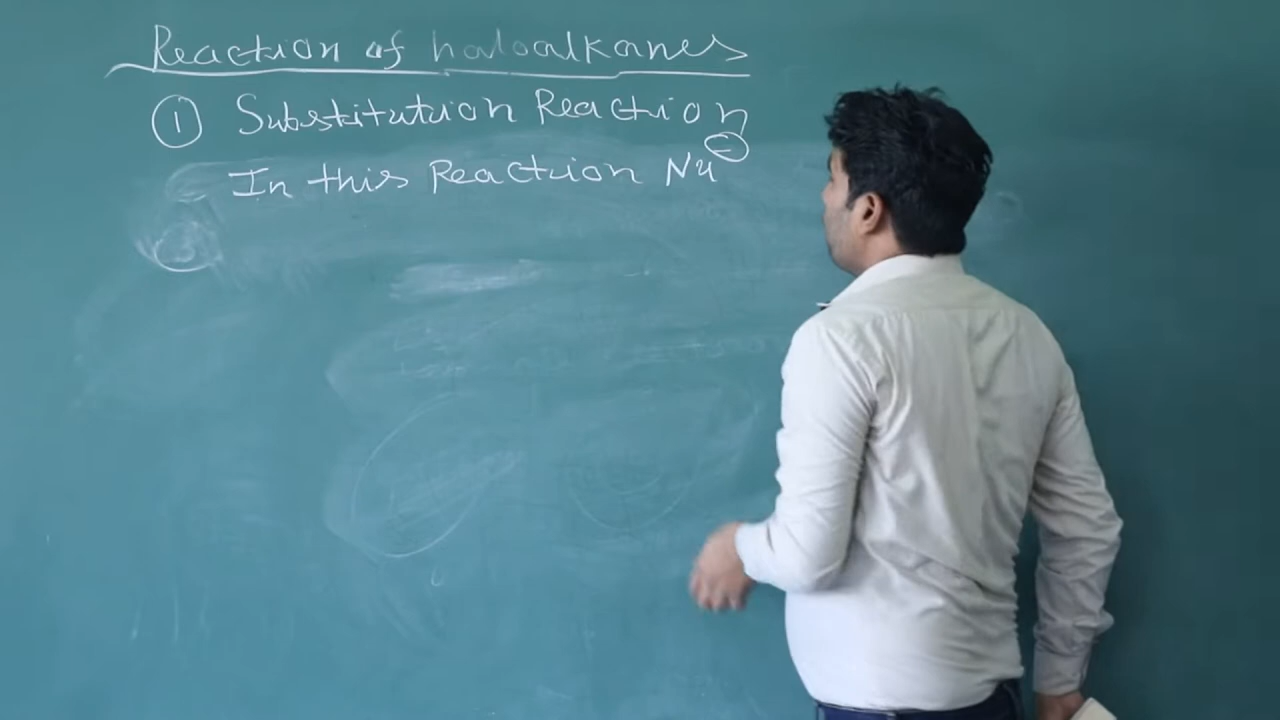 Reaction of haloalkanes
① Substitution Reaction
In this Reaction Nu⊖